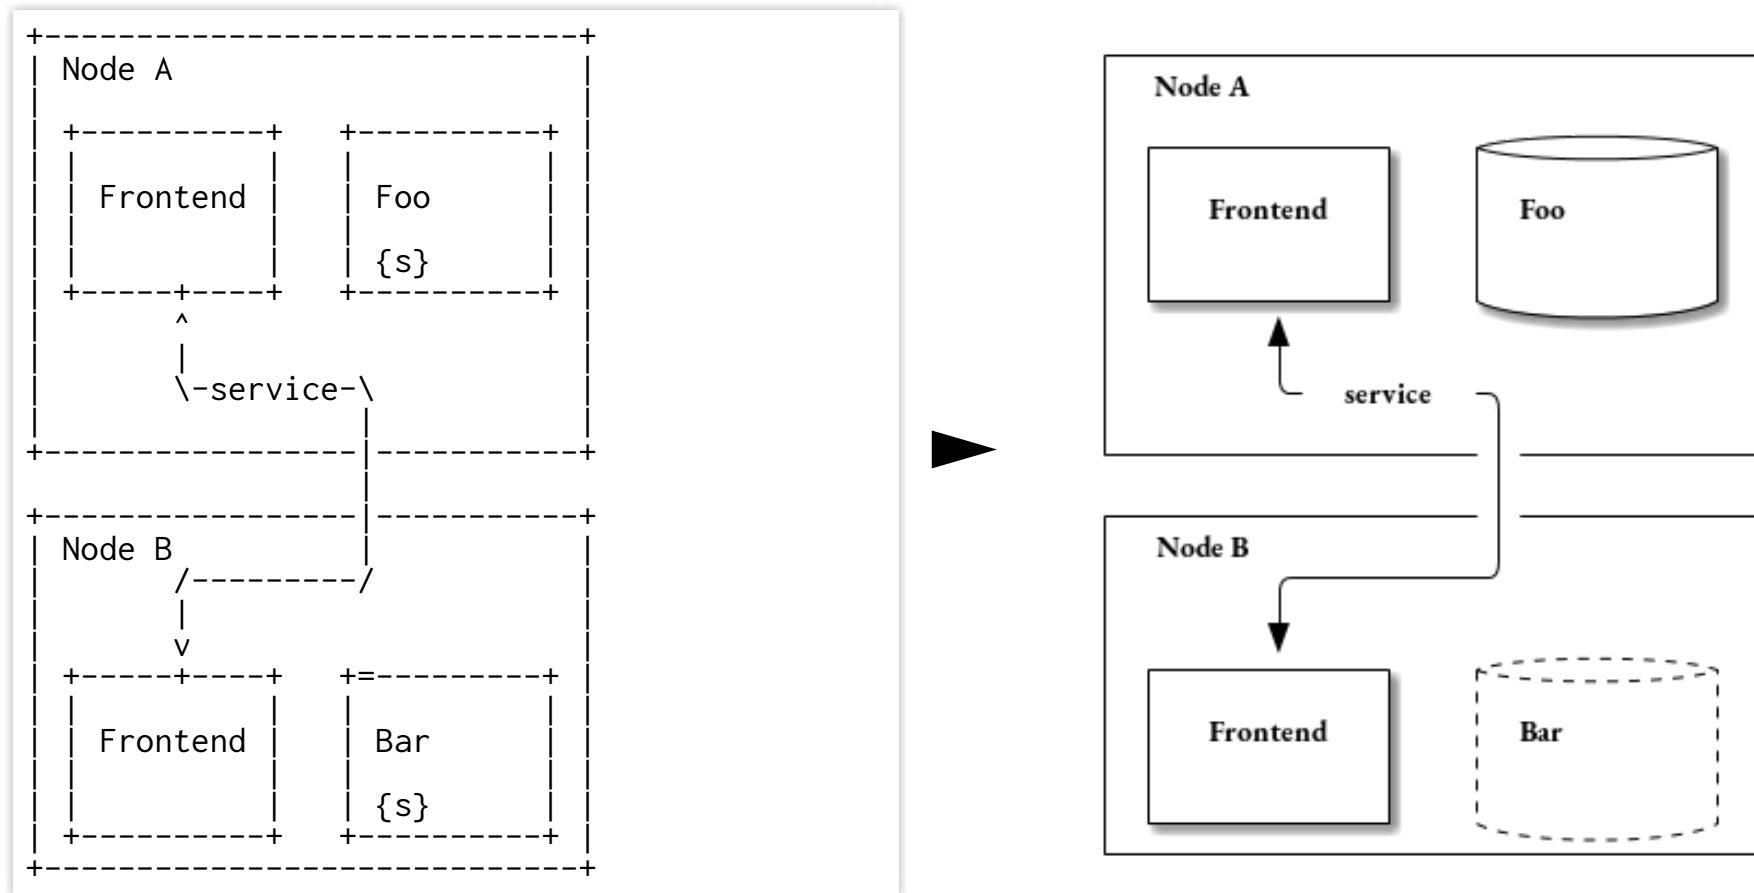 Node A
Frontend Foo
{s}
service
Node B
Frontend Bar
{s}
Node A
Frontend Foo
service
Node B
Frontend Bar